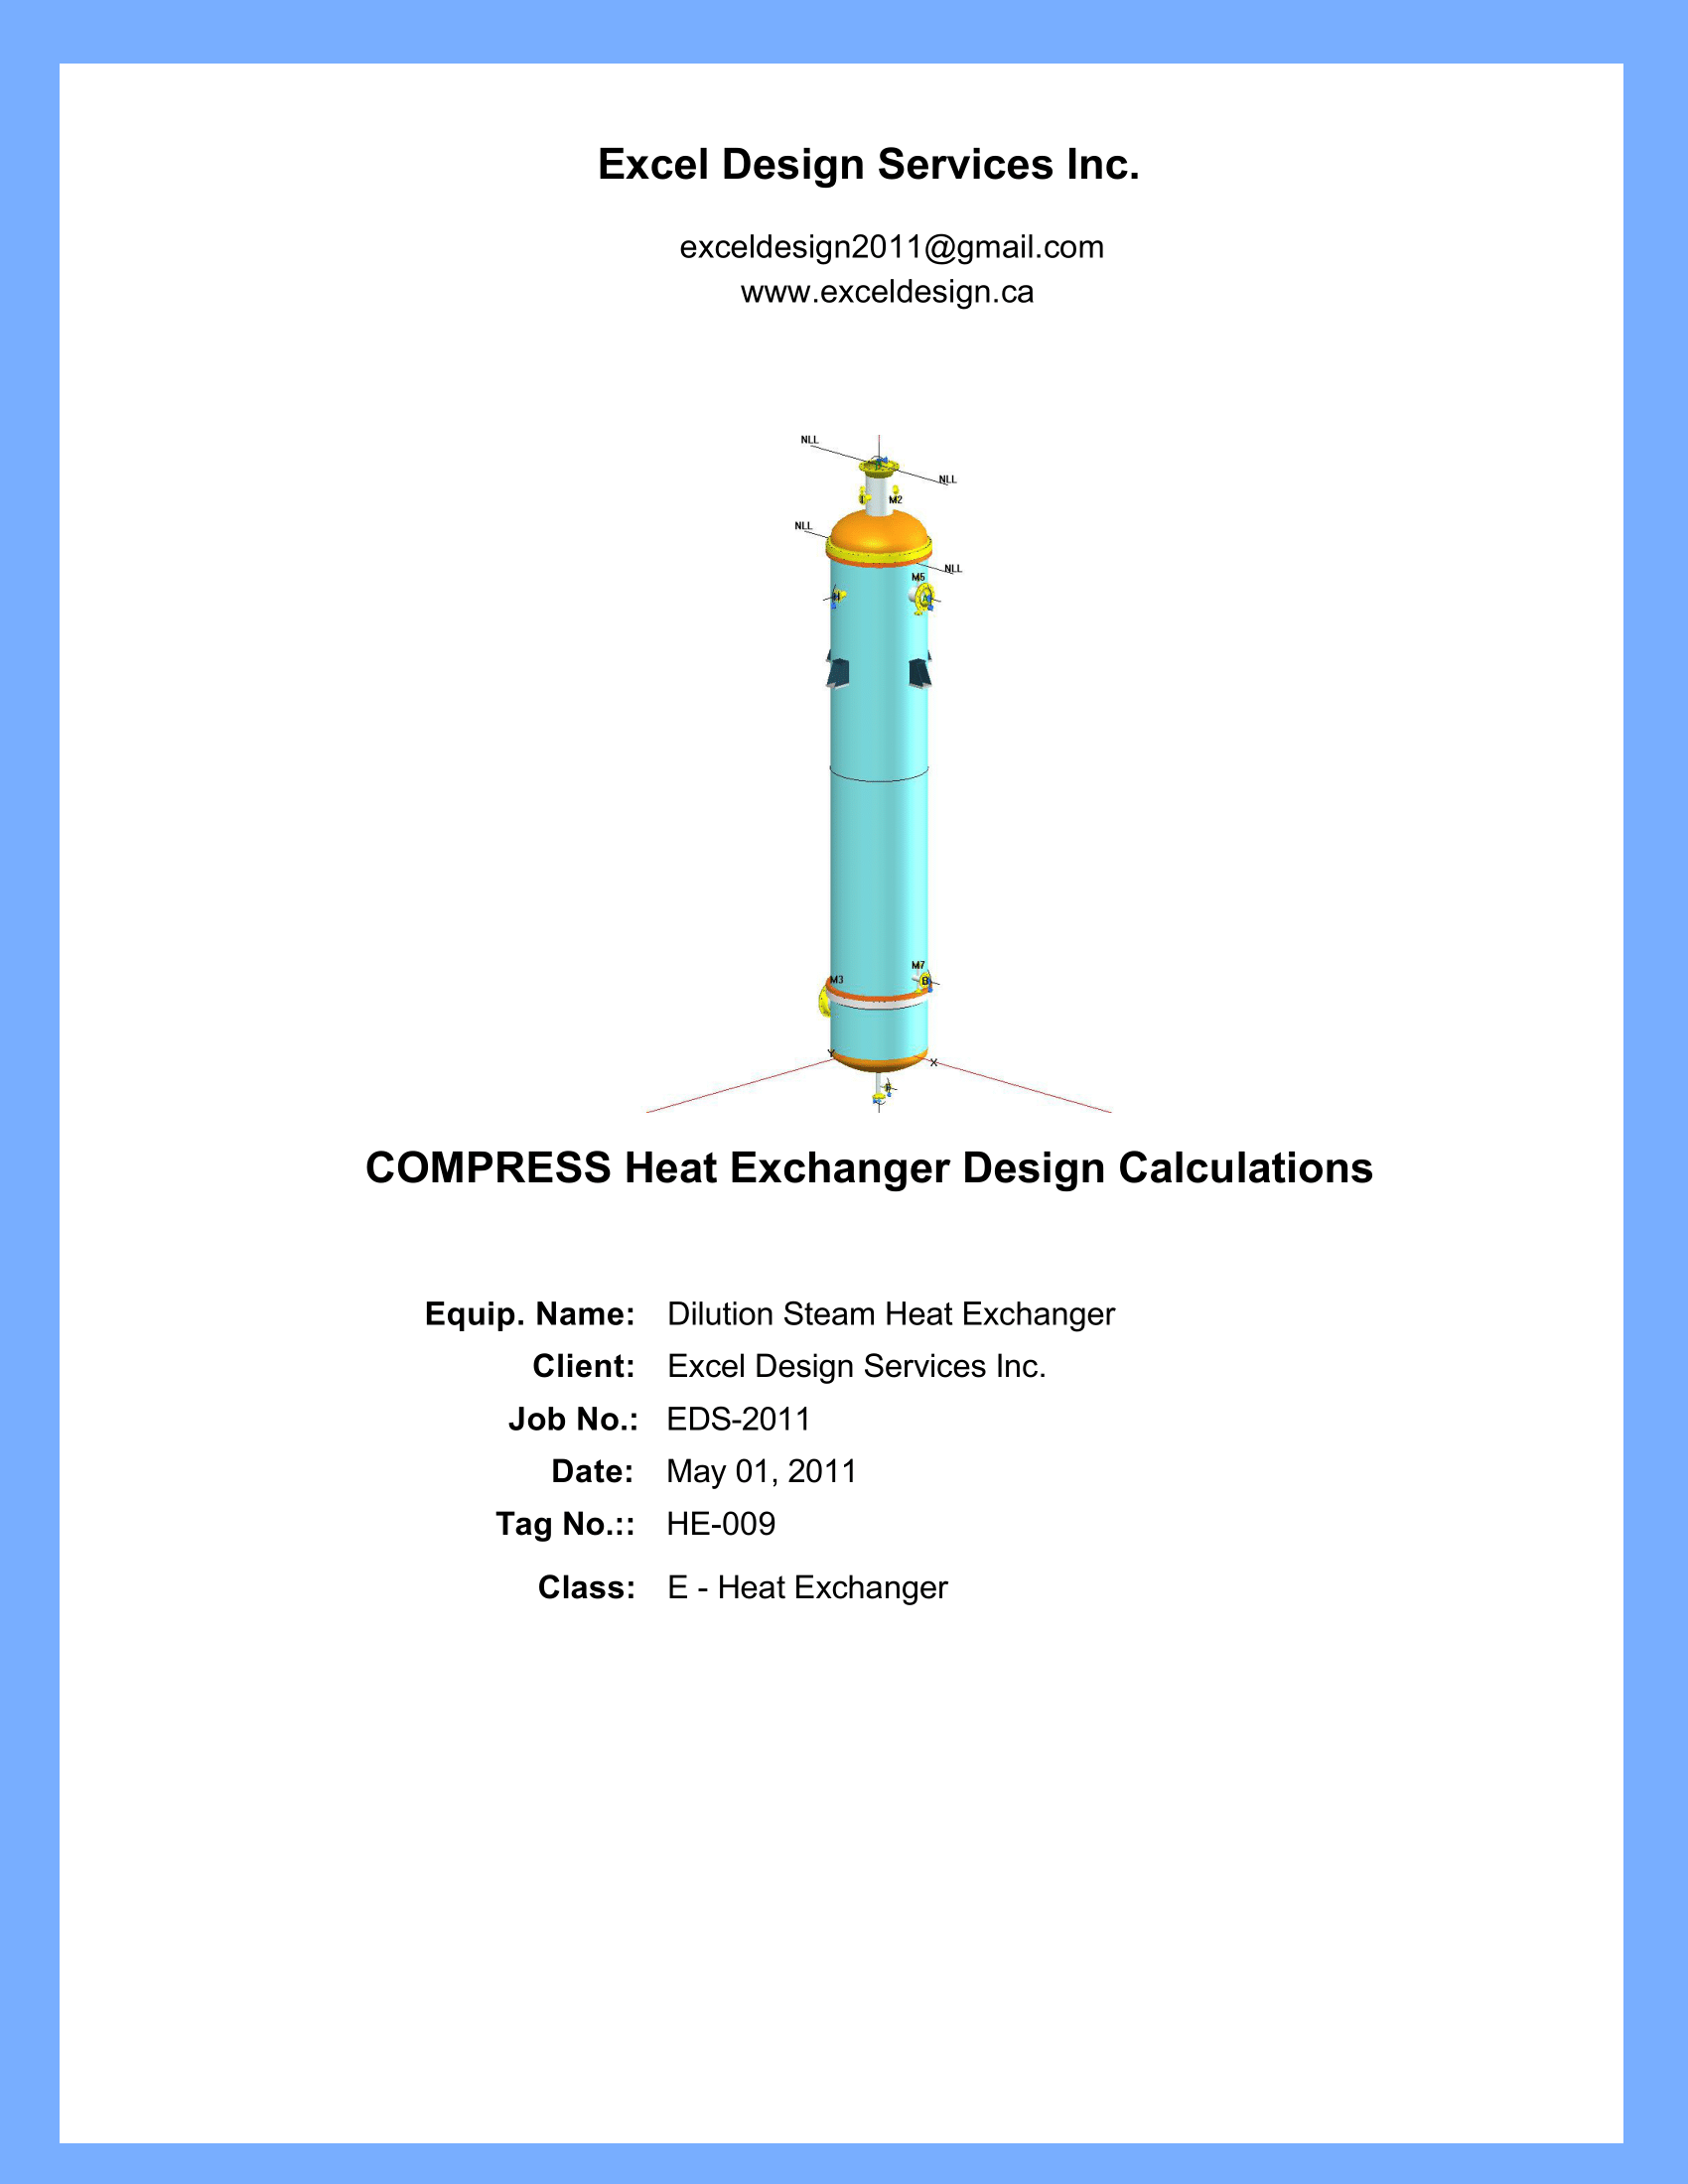 Excel Design Services Inc.
exceldesign2011@gmail.com
www.exceldesign.ca
NLL
NLL
M2
NLL
NLL
M5
M7
M3
B
Y
X
COMPRESS Heat Exchanger Design Calculations
Equip. Name: Dilution Steam Heat Exchanger
Client: Excel Design Services Inc.
Job No.: EDS-2011
Date: May 01, 2011
Tag No.:: HE-009
Class: E - Heat Exchanger